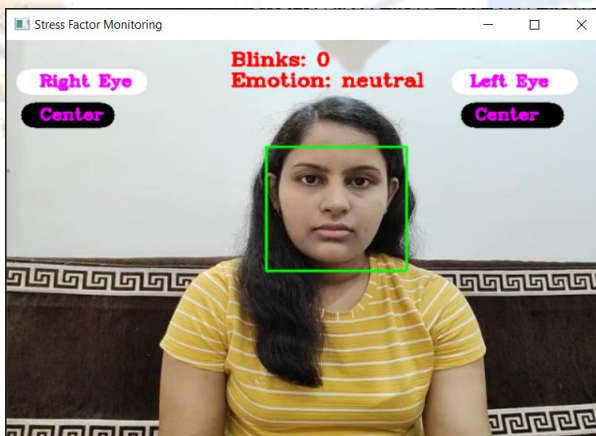 Stress Factor Monitoring
Blinks: 0
Emotion: neutral
Right Eye
Center
Left Eye
Center